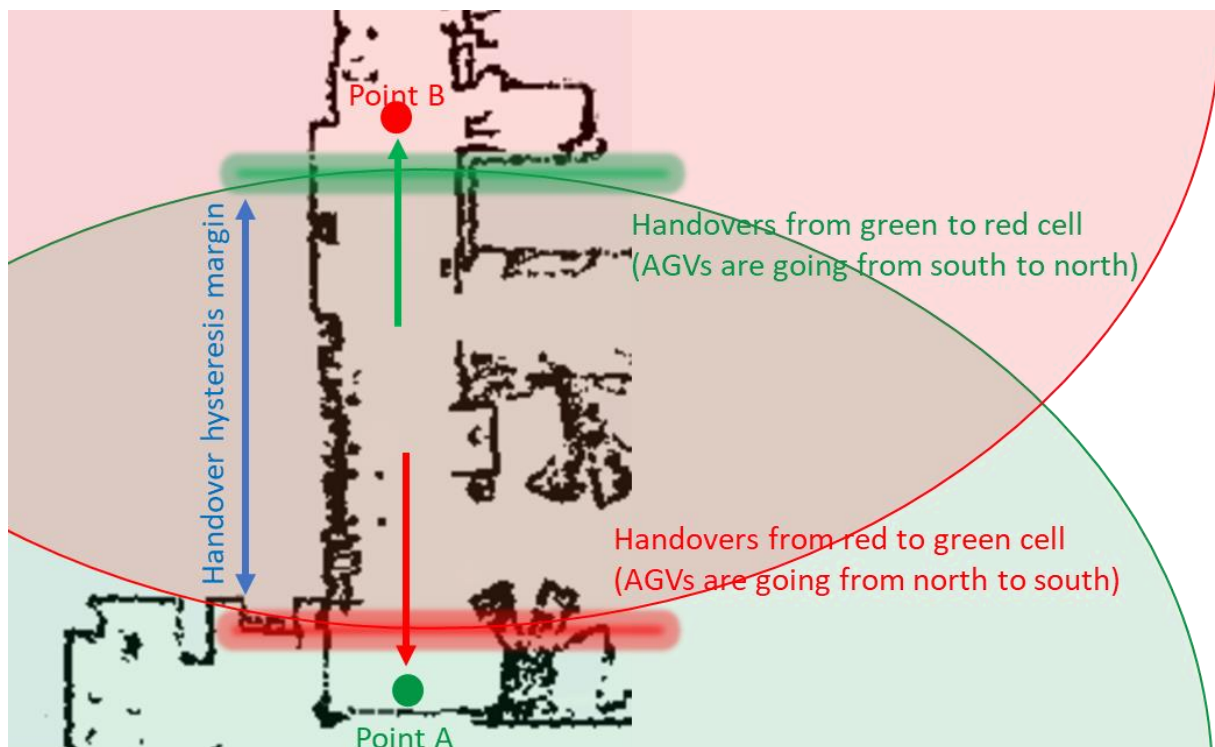 Point B
Handover hysteresis margin
Handovers from green to red cell
(AGVs are going from south to north)
Handovers from red to green cell
(AGVs are going from north to south)
Point A